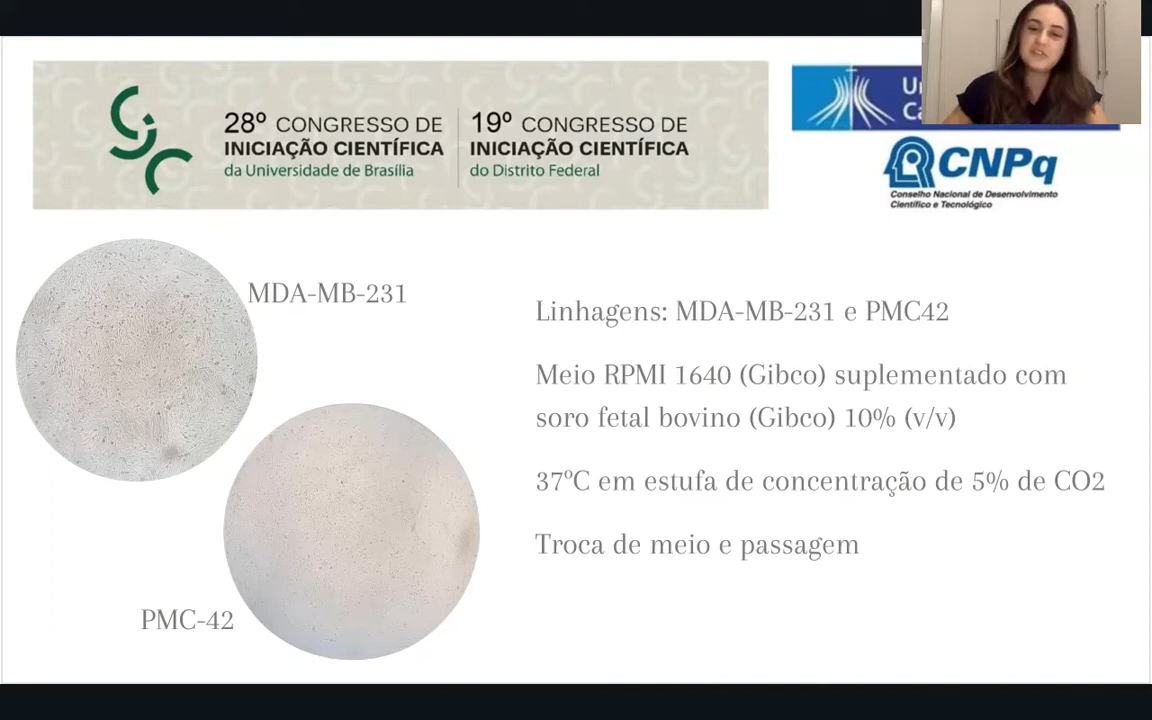 28º CONGRESSO DE
INICIAÇÃO CIENTÍFICA
da Universidade de Brasília
19º CONGRESSO DE
INICIAÇÃO CIENTÍFICA
do Distrito Federal
CNPq
Conselho Nacional de Desenvolvimento
Científico e Tecnológico
MDA-MB-231
PMC-42
Linhagens: MDA-MB-231 e PMC42
Meio RPMI 1640 (Gibco) suplementado com
soro fetal bovino (Gibco) 10% (v/v)
37ºC em estufa de concentração de 5% de CO2
Troca de meio e passagem